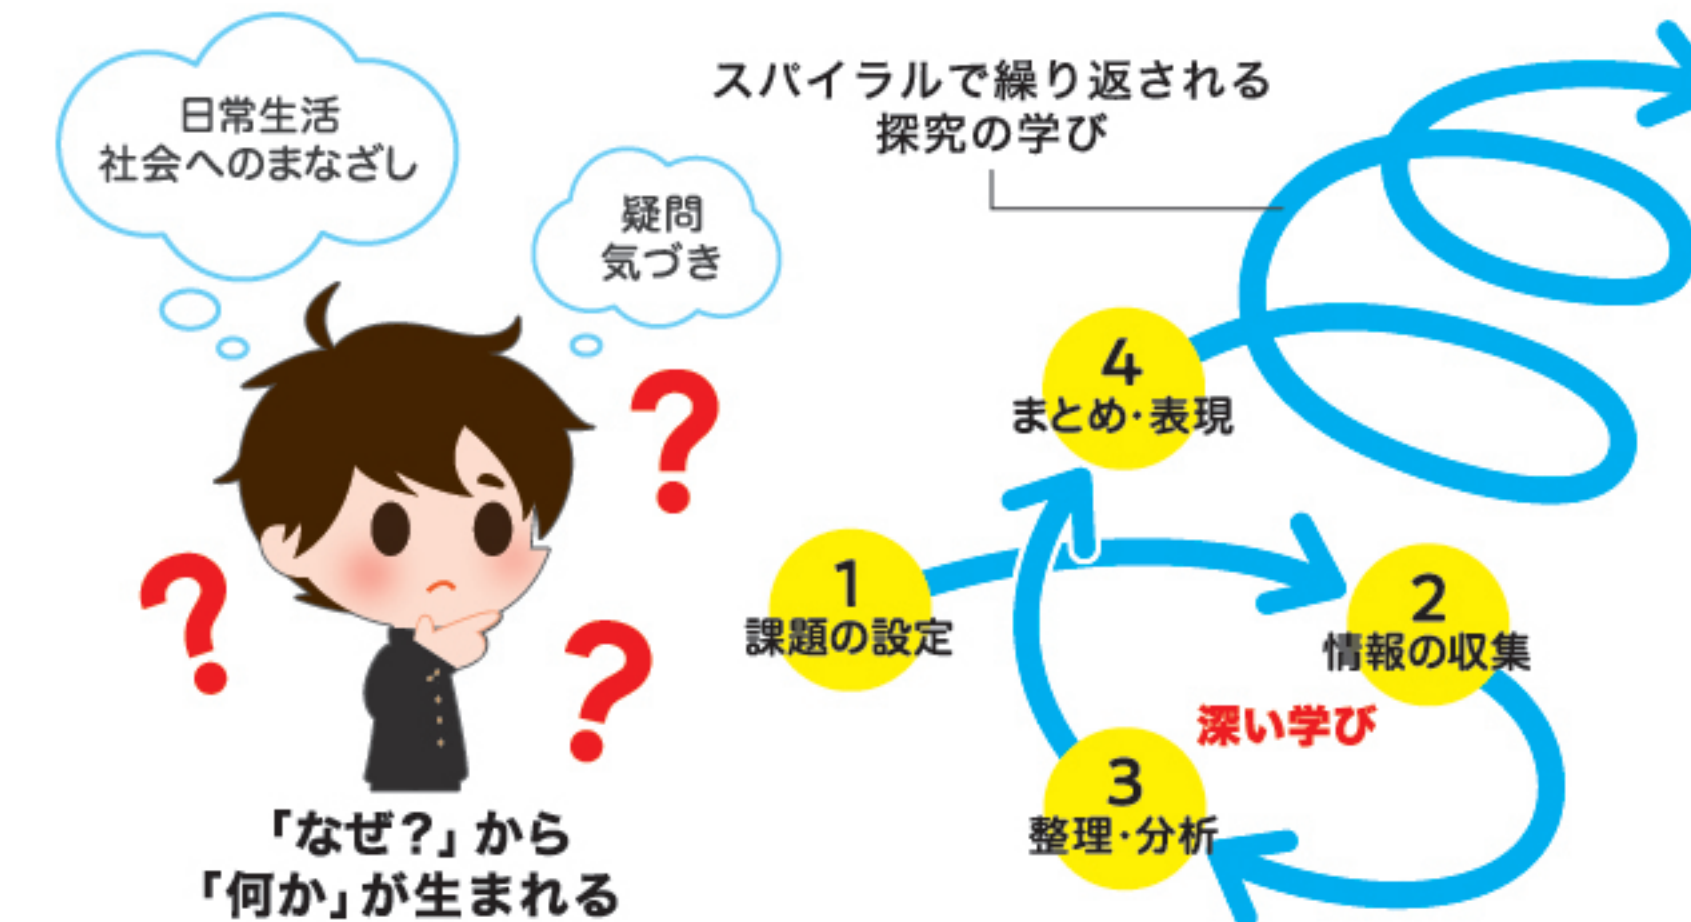 日常生活
社会へのまなざし
疑問
気づき
?
?
?
「なぜ?」から
「何か」が生まれる
スパイラルで繰り返される
探究の学び
4
まとめ・表現
1
課題の設定
2
情報の収集
深い学び
3
整理・分析